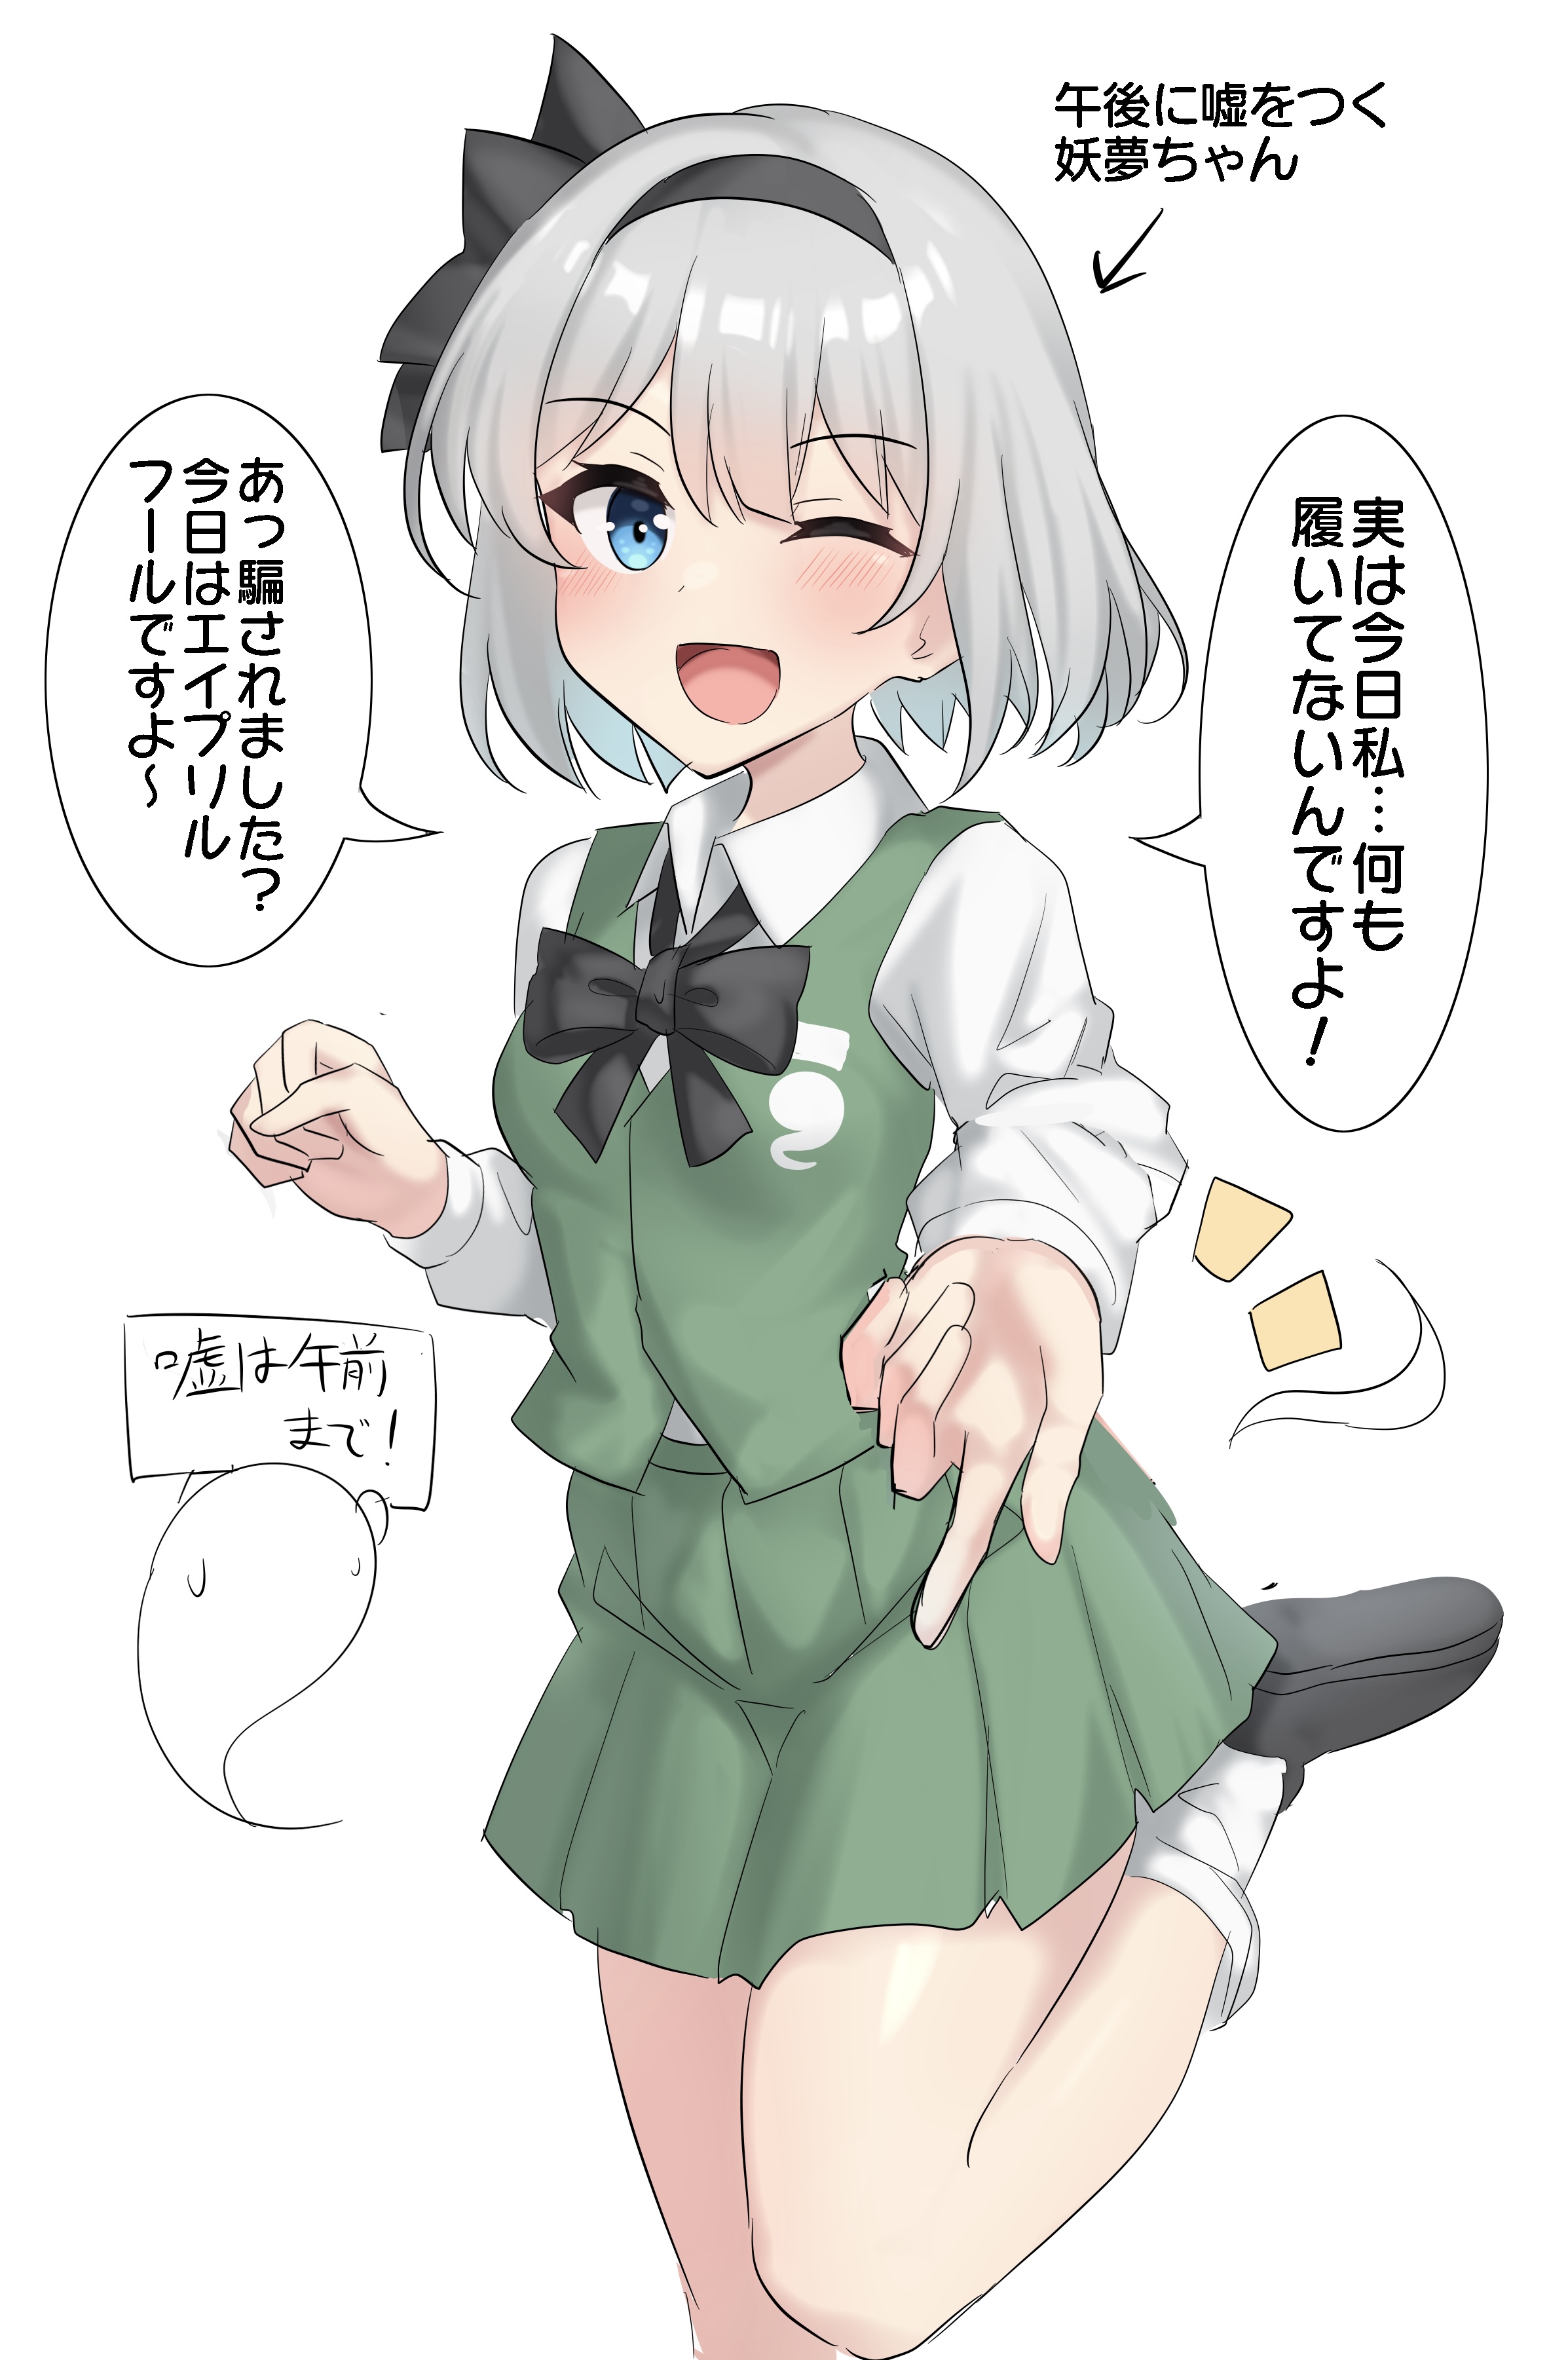 午後に嘘をつく
妖夢ちゃん
実は今日私…何も
履いてないんですよ!
あっ騙されました?
今日はエイプリル
フールですよ~
嘘は午前
まで!